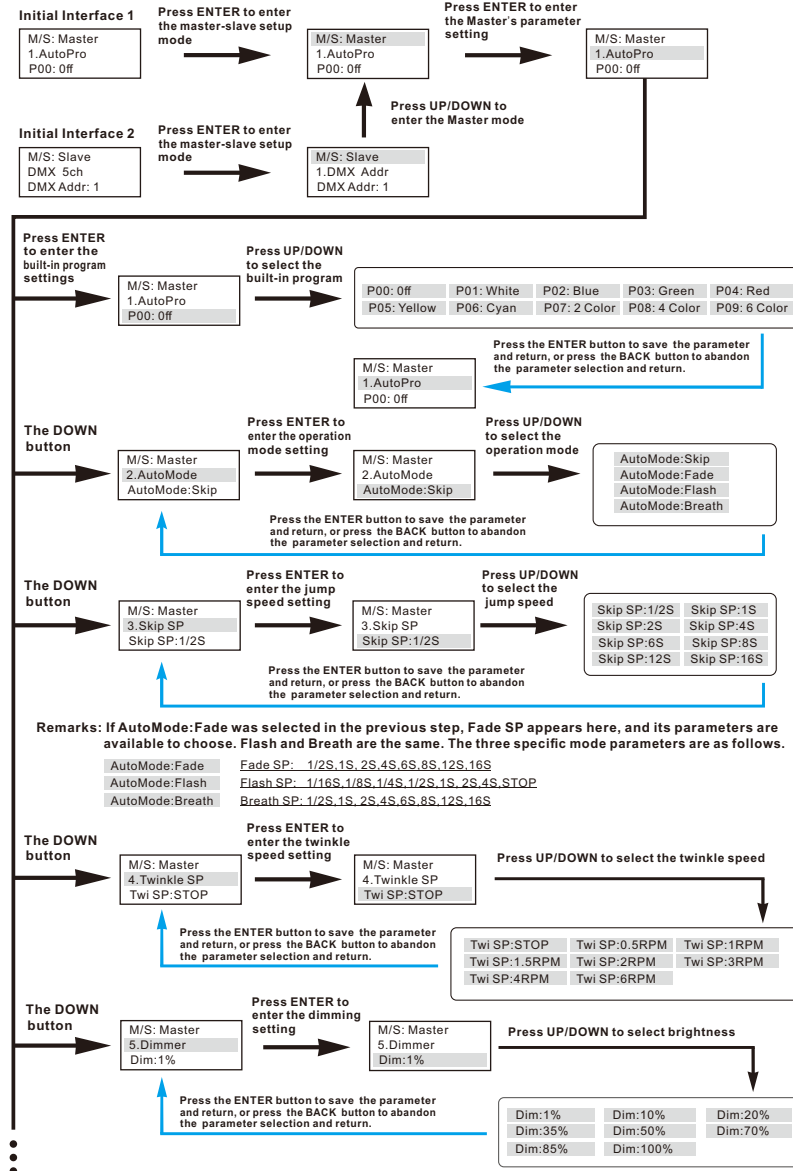 Initial Interface 1
M/S: Master
1.AutoPro
P00: 0ff
Press ENTER to enter
the master-slave setup
mode
M/S: Master
1.AutoPro
P00: 0ff
Press ENTER to enter
the Master's parameter
setting
M/S: Master
1.AutoPro
P00: 0ff
Press UP/DOWN to
enter the Master mode
Initial Interface 2
M/S: Slave
DMX 5ch
DMX Addr: 1
Press ENTER to enter
the master-slave setup
mode
M/S: Slave
1.DMX Addr
DMX Addr: 1
Press ENTER
to enter the
built-in program
settings
M/S: Master
1.AutoPro
P00: 0ff
Press UP/DOWN
to select the
built-in program
P00: 0ff P01: White P02: Blue P03: Green P04: Red
P05: Yellow P06: Cyan P07: 2 Color P08: 4 Color P09: 6 Color
Press the ENTER button to save the parameter
and return, or press the BACK button to abandon
the parameter selection and return.
M/S: Master
1.AutoPro
P00: 0ff
The DOWN
button
M/S: Master
2.AutoMode
AutoMode:Skip
Press ENTER to
enter the operation
mode setting
M/S: Master
2.AutoMode
AutoMode:Skip
Press UP/DOWN
to select the
operation mode
AutoMode:Skip
AutoMode:Fade
AutoMode:Flash
AutoMode:Breath
Press the ENTER button to save the parameter
and return, or press the BACK button to abandon
the parameter selection and return.
The DOWN
button
M/S: Master
3.Skip SP
Skip SP:1/2S
Press ENTER to
enter the jump
speed setting
M/S: Master
3.Skip SP
Skip SP:1/2S
Press UP/DOWN
to select the
jump speed
Skip SP:1/2S Skip SP:1S
Skip SP:2S Skip SP:4S
Skip SP:6S Skip SP:8S
Skip SP:12S Skip SP:16S
Press the ENTER button to save the parameter
and return, or press the BACK button to abandon
the parameter selection and return.
Remarks: If AutoMode:Fade was selected in the previous step, Fade SP appears here, and its parameters are
available to choose. Flash and Breath are the same. The three specific mode parameters are as follows.
AutoMode:Fade Fade SP: 1/2S,1S, 2S,4S,6S,8S,12S,16S
AutoMode:Flash Flash SP: 1/16S,1/8S,1/4S,1/2S,1S, 2S,4S,STOP
AutoMode:Breath Breath SP: 1/2S,1S, 2S,4S,6S,8S,12S,16S
The DOWN
button
M/S: Master
4.Twinkle SP
Twi SP:STOP
Press ENTER to
enter the twinkle
speed setting
M/S: Master
4.Twinkle SP
Twi SP:STOP
Press UP/DOWN to select the twinkle speed
Twi SP:STOP Twi SP:0.5RPM Twi SP:1RPM
Twi SP:1.5RPM Twi SP:2RPM Twi SP:3RPM
Twi SP:4RPM Twi SP:6RPM
Press the ENTER button to save the parameter
and return, or press the BACK button to abandon
the parameter selection and return.
The DOWN
button
M/S: Master
5.Dimmer
Dim:1%
Press ENTER to
enter the dimming
setting
M/S: Master
5.Dimmer
Dim:1%
Press UP/DOWN to select brightness
Dim:1% Dim:10% Dim:20%
Dim:35% Dim:50% Dim:70%
Dim:85% Dim:100%
Press the ENTER button to save the parameter
and return, or press the BACK button to abandon
the parameter selection and return.